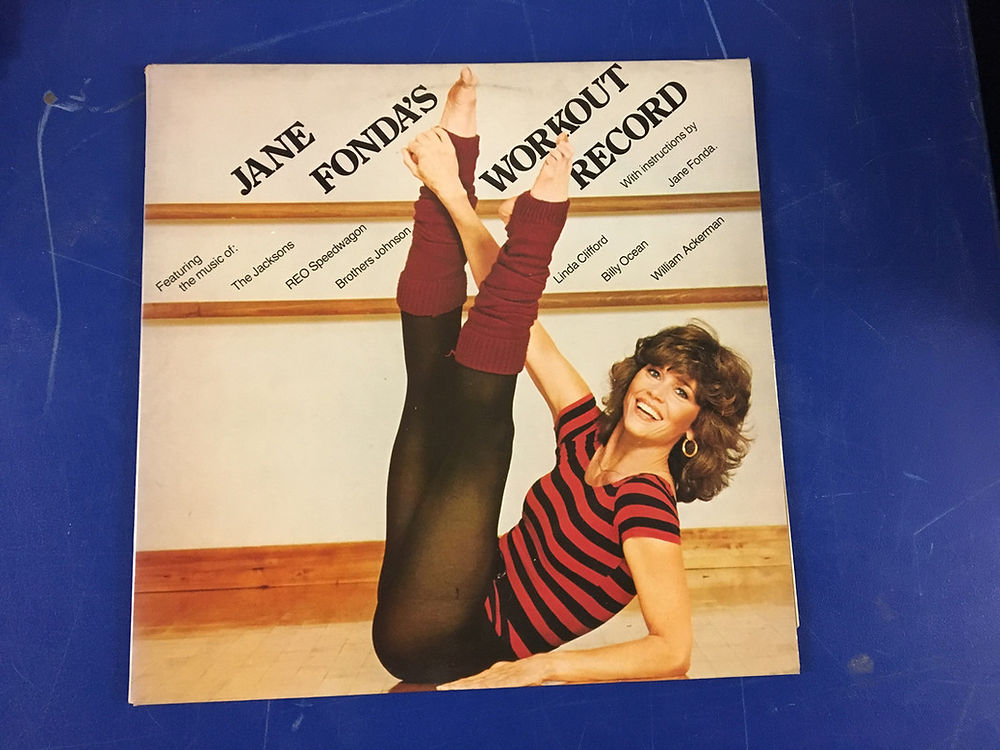 JANE FONDA'S WORKOUT RECORD
With instructions by
Jane Fonda.
Featuring
the music of:
The Jacksons
REO Speedwagon
Brothers Johnson
Linda Clifford
Billy Ocean
William Ackerman